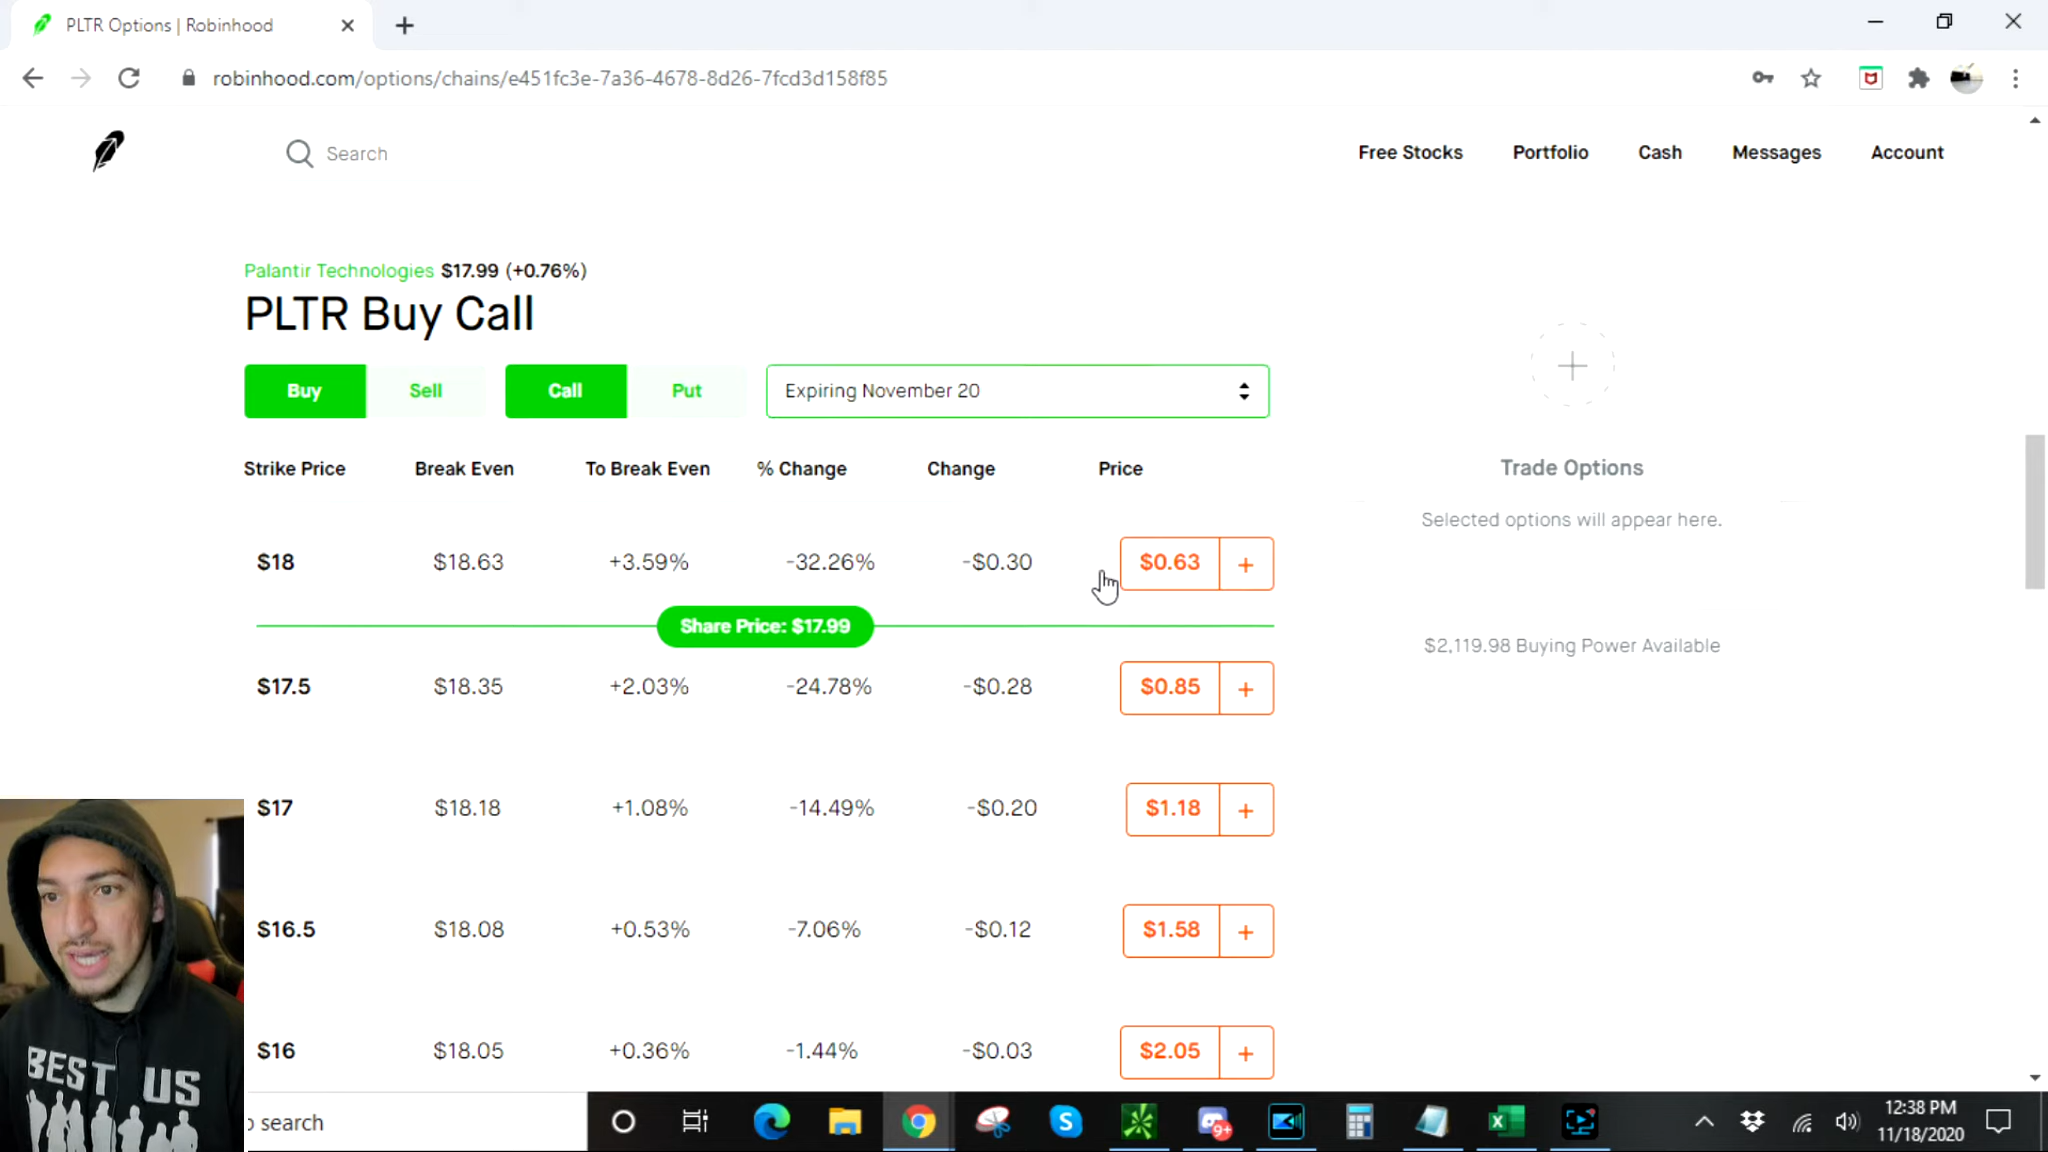 PLTR Options | Robinhood
robinhood.com/options/chains/e451fc3e-7a36-4678-8d26-7fcd3d158f85
Search
Free Stocks Portfolio Cash Messages Account
Palantir Technologies $17.99 (+0.76%)
PLTR Buy Call
Buy Sell Call Put Expiring November 20
Strike Price Break Even To Break Even % Change Change Price
$18 $18.63 +3.59% -32.26% -$0.30 $0.63 +
Share Price: $17.99
$17.5 $18.35 +2.03% -24.78% -$0.28 $0.85 +
$17 $18.18 +1.08% -14.49% -$0.20 $1.18 +
$16.5 $18.08 +0.53% -7.06% -$0.12 $1.58 +
$16 $18.05 +0.36% -1.44% -$0.03 $2.05 +
Trade Options
Selected options will appear here.
$2,119.98 Buying Power Available
BEST US
o search
9+
12:38 PM
11/18/2020